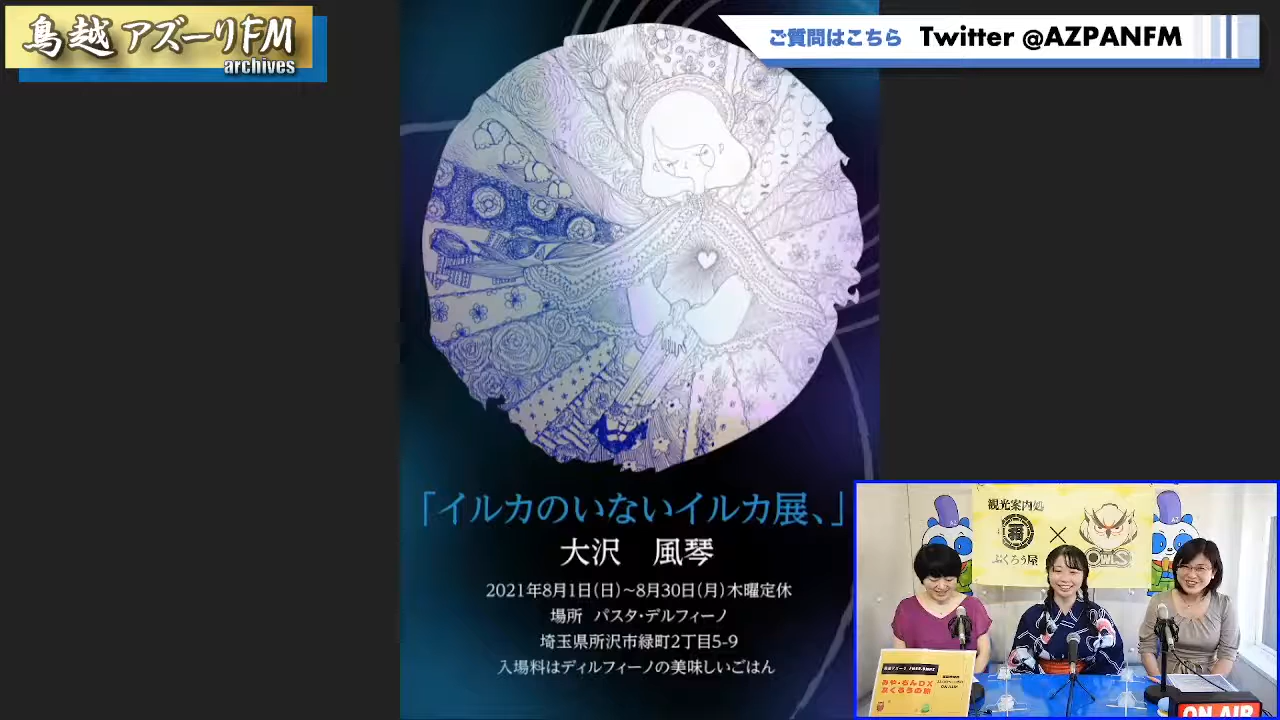 鳥越 アズーリFM
archives
ご質問はこちら Twitter @AZPANFM
「イルカのいないイルカ展、」
大沢 風琴
2021年8月1日(日)~8月30日(月)木曜定休
場所 パスタ・デルフィーノ
埼玉県所沢市緑町2丁目5-9
入場料はディルフィーノの美味しいごはん
観光案内処
福 × OWLS
ぶくろう屋
ON AIR